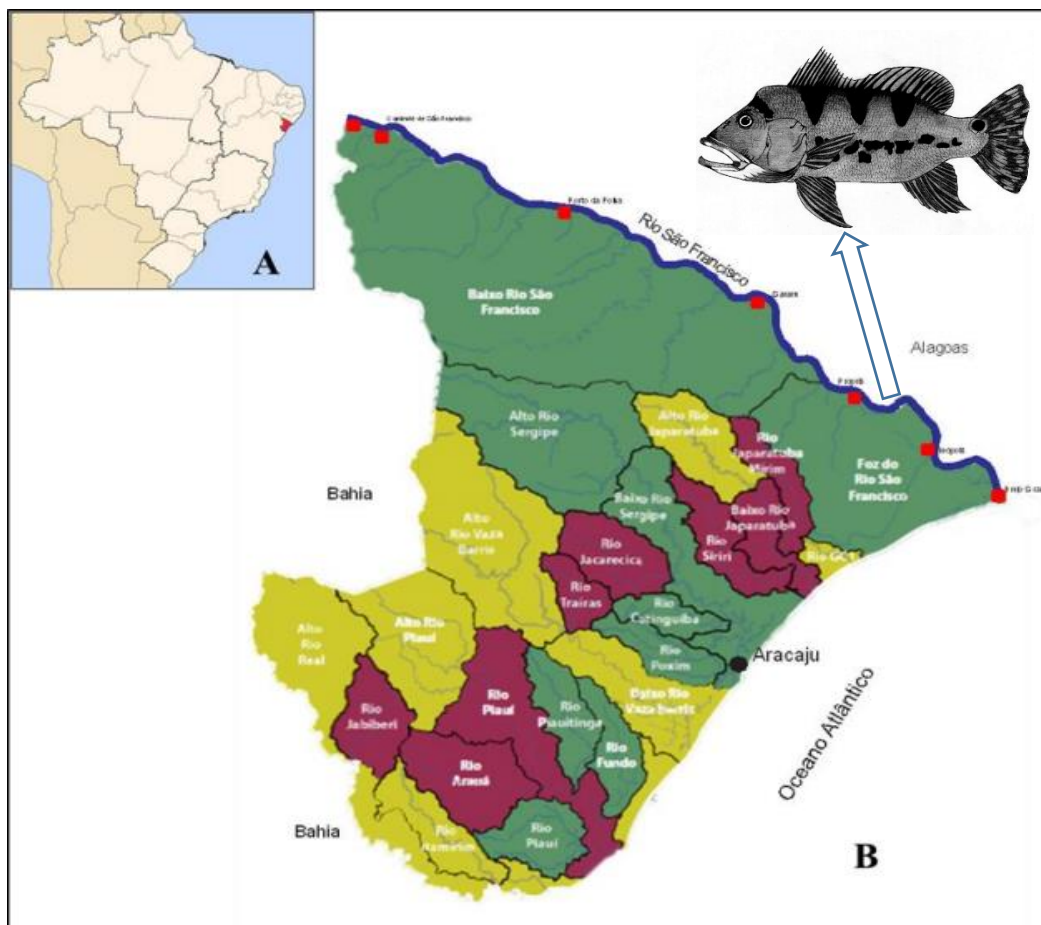 A
Porto da Folha
Rio São Francisco
Baixo Rio São
Francisco
Alagoas
Alto Rio
Sergipe
Alto Rio
Japaratuba
Rio
Japaratuba
Mirim
Foz do
Rio São
Francisco
Bahia
Alto
Rio Vaza
Barris
Baixo Rio
Sergipe
Baixo Rio
Japaratuba
Rio
Siriri
Rio
Jacarecica
Rio
Traíras
Rio
Cotinguiba
Rio
Poxim
Aracaju
Alto
Rio
Real
Alto Rio
Piauí
Rio
Jabiberi
Rio
Piauí
Rio
Piauitinga
Baixo Rio
Vaza Barris
Rio
Fundo
Rio
Arauá
Oceano Atlântico
Bahia
Rio
Rio
Piauí
B